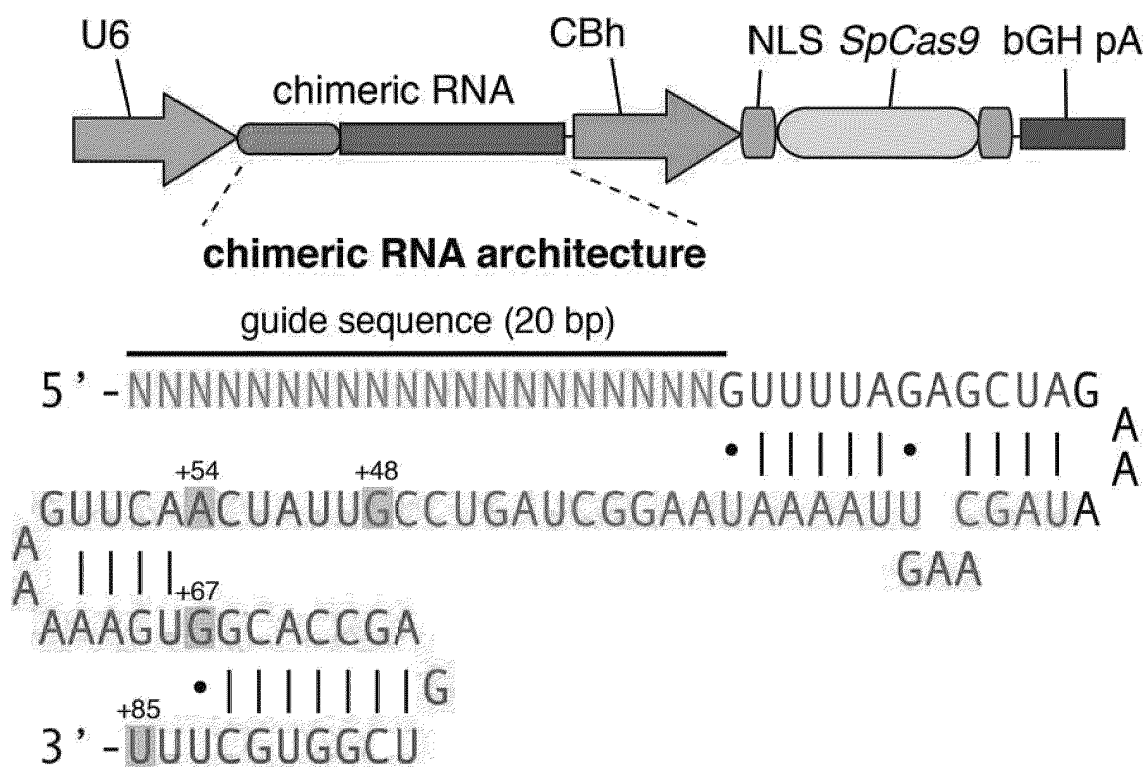 U6
CBh
NLS SpCas9 bGH pA
chimeric RNA
chimeric RNA architecture
guide sequence (20 bp)
5'-NNNNNNNNNNNNNNNNNNNNGUUUUAGAGCUAG
A
A
+54 +48
GUUCAACUAUUGCCUGAUCGGAAUAAAAUU CGAUA
A
GAA
A
+67
AAAGUGGCACCGA
G
+85
3'-UUUCGUGGCU